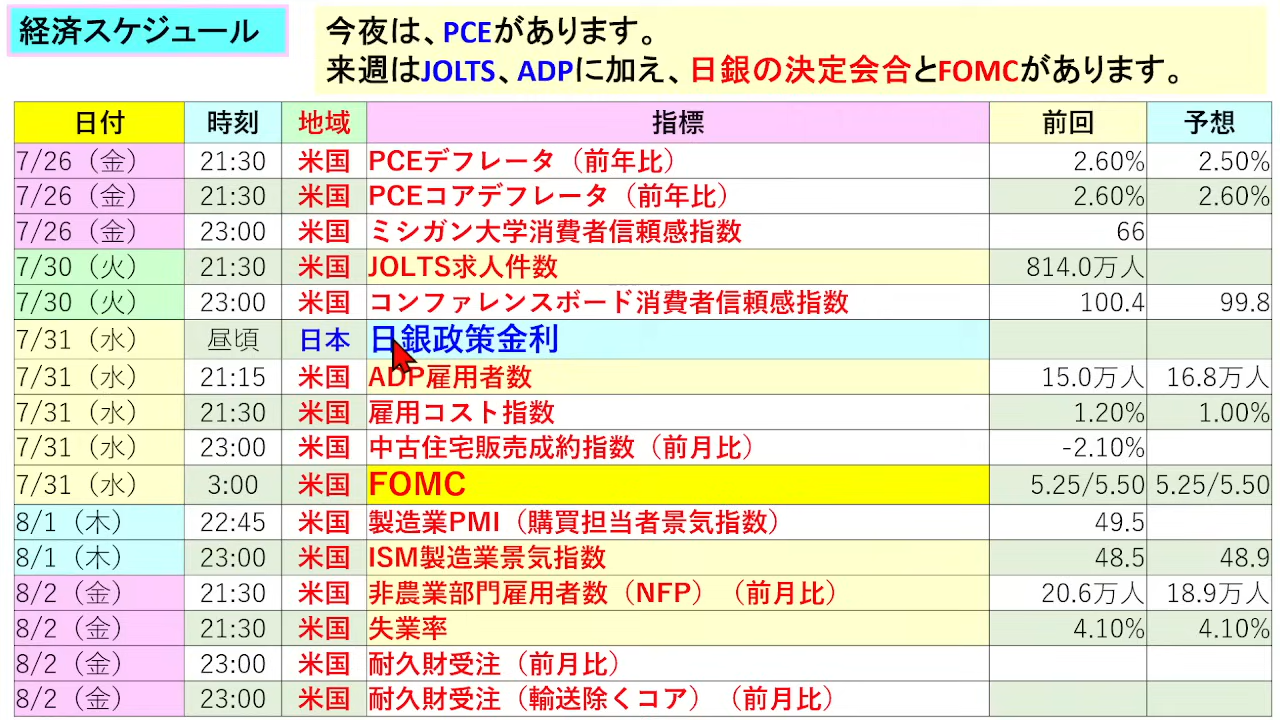 経済スケジュール
今夜は、PCEがあります。
来週はJOLTS、ADPに加え、日銀の決定会合とFOMCがあります。
日付 時刻 地域 指標 前回 予想
7/26（金） 21:30 米国 PCEデフレータ（前年比） 2.60% 2.50%
7/26（金） 21:30 米国 PCEコアデフレータ（前年比） 2.60% 2.60%
7/26（金） 23:00 米国 ミシガン大学消費者信頼感指数 66
7/30（火） 21:30 米国 JOLTS求人件数 814.0万人
7/30（火） 23:00 米国 コンファレンスボード消費者信頼感指数 100.4 99.8
7/31（水） 昼頃 日本 日銀政策金利
7/31（水） 21:15 米国 ADP雇用者数 15.0万人 16.8万人
7/31（水） 21:30 米国 雇用コスト指数 1.20% 1.00%
7/31（水） 23:00 米国 中古住宅販売成約指数（前月比） -2.10%
7/31（水） 3:00 米国 FOMC 5.25/5.50 5.25/5.50
8/1（木） 22:45 米国 製造業PMI（購買担当者景気指数） 49.5
8/1（木） 23:00 米国 ISM製造業景気指数 48.5 48.9
8/2（金） 21:30 米国 非農業部門雇用者数（NFP）（前月比） 20.6万人 18.9万人
8/2（金） 21:30 米国 失業率 4.10% 4.10%
8/2（金） 23:00 米国 耐久財受注（前月比）
8/2（金） 23:00 米国 耐久財受注（輸送除くコア）（前月比）